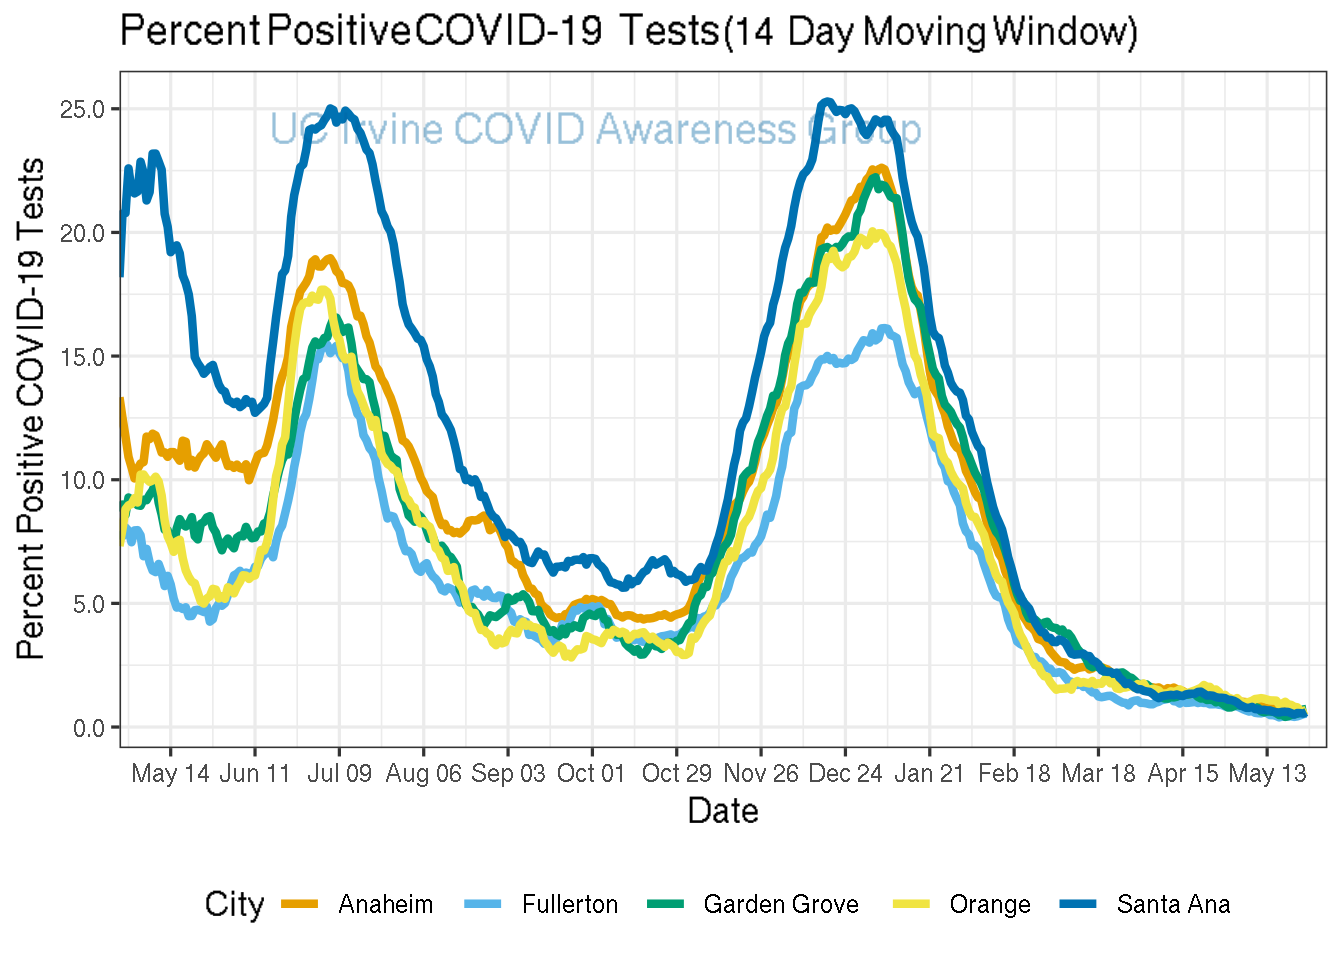 Percent Positive COVID-19 Tests(14 Day Moving Window)
UC Irvine COVID Awareness Group
Percent Positive COVID-19 Tests
25.0
20.0
15.0
10.0
5.0
0.0
May 14 Jun 11 Jul 09 Aug 06 Sep 03 Oct 01 Oct 29 Nov 26 Dec 24 Jan 21 Feb 18 Mar 18 Apr 15 May 13
Date
City Anaheim Fullerton Garden Grove Orange Santa Ana